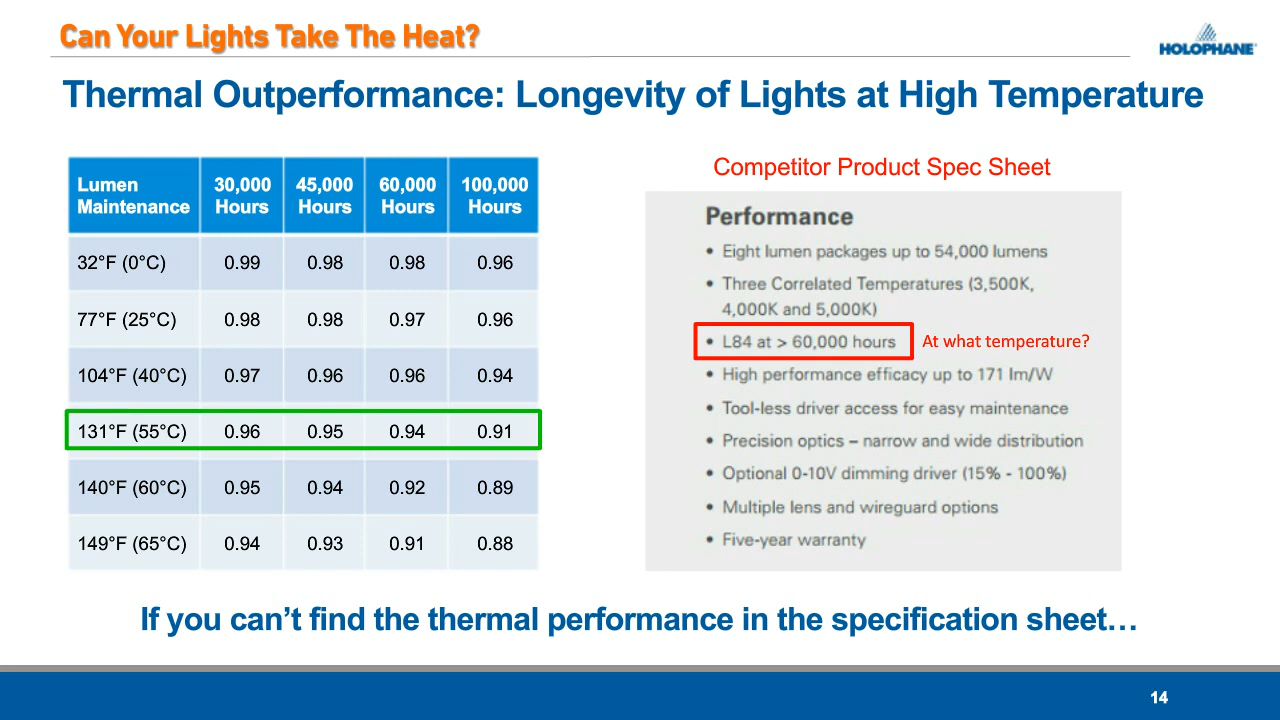 Can Your Lights Take The Heat?
HOLOPHANE®
Thermal Outperformance: Longevity of Lights at High Temperature
Lumen Maintenance 30,000 Hours 45,000 Hours 60,000 Hours 100,000 Hours
32°F (0°C) 0.99 0.98 0.98 0.96
77°F (25°C) 0.98 0.98 0.97 0.96
104°F (40°C) 0.97 0.96 0.96 0.94
131°F (55°C) 0.96 0.95 0.94 0.91
140°F (60°C) 0.95 0.94 0.92 0.89
149°F (65°C) 0.94 0.93 0.91 0.88
Competitor Product Spec Sheet
Performance
• Eight lumen packages up to 54,000 lumens
• Three Correlated Temperatures (3,500K,
4,000K and 5,000K)
• L84 at > 60,000 hours At what temperature?
• High performance efficacy up to 171 lm/W
• Tool-less driver access for easy maintenance
• Precision optics – narrow and wide distribution
• Optional 0-10V dimming driver (15% - 100%)
• Multiple lens and wireguard options
• Five-year warranty
If you can’t find the thermal performance in the specification sheet…
14